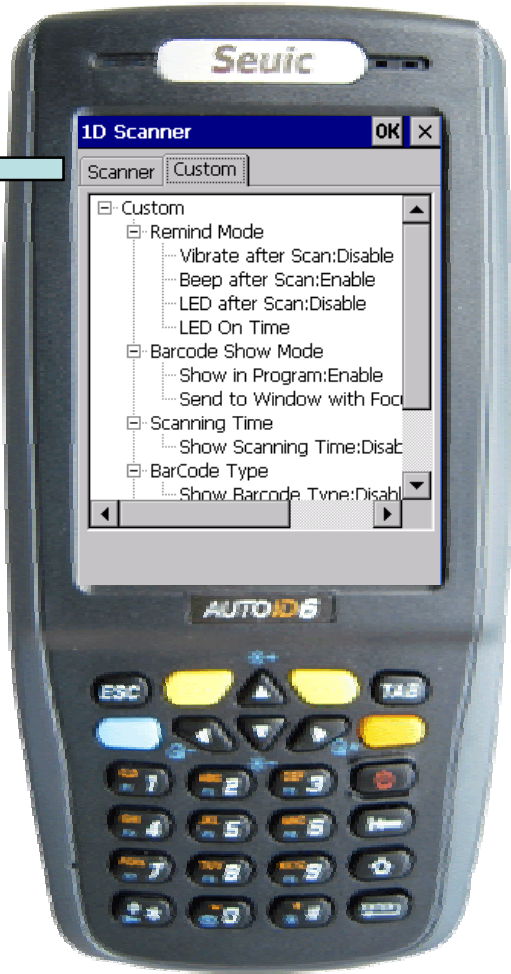 Seuic
1D Scanner OK ×
Scanner Custom
Custom
Remind Mode
Vibrate after Scan:Disable
Beep after Scan:Enable
LED after Scan:Disable
LED On Time
Barcode Show Mode
Show in Program:Enable
Send to Window with Focu
Scanning Time
Show Scanning Time:Disab
BarCode Type
Show Barcode Type:Disabl
AUTOID6
ESC TAB
1 2 3
4 5 6
7 8 9
* 0 #